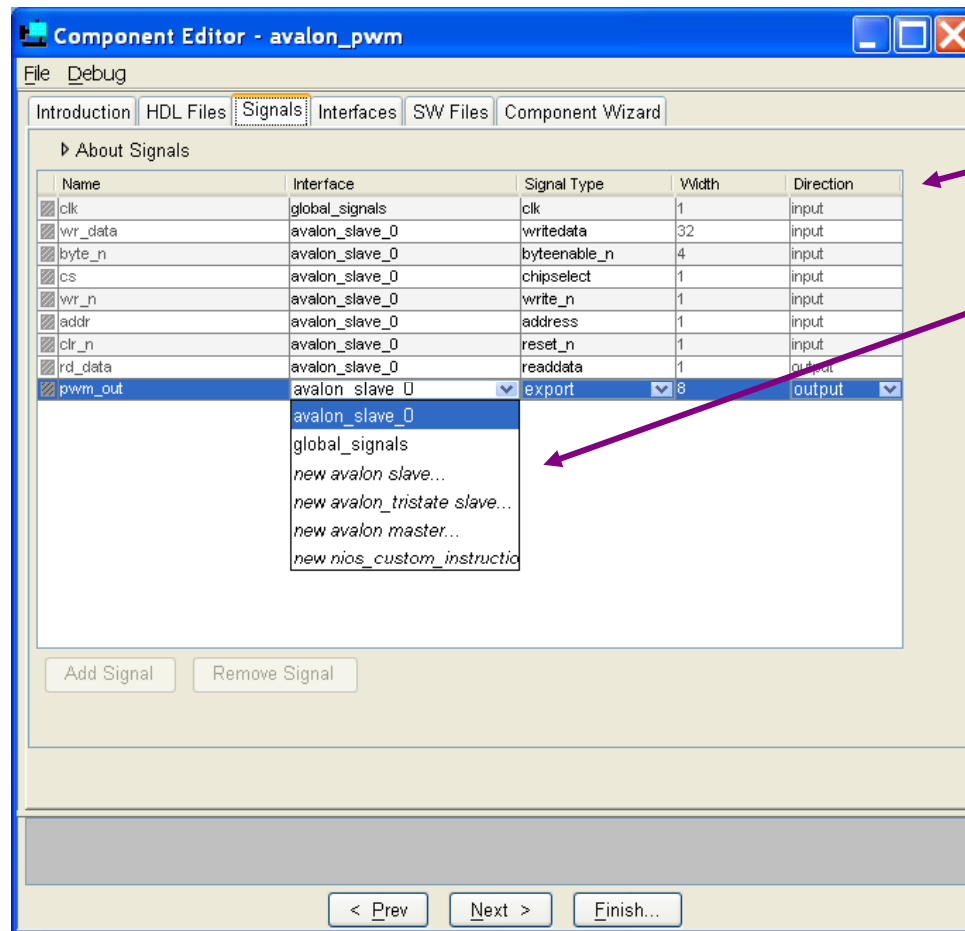 Component Editor - avalon_pwm
File Debug
Introduction HDL Files Signals Interfaces SW Files Component Wizard
About Signals
Name Interface Signal Type Width Direction
clk global_signals clk 1 input
wr_data avalon_slave_0 writedata 32 input
byte_n avalon_slave_0 byteenable_n 4 input
cs avalon_slave_0 chipselect 1 input
wr_n avalon_slave_0 write_n 1 input
addr avalon_slave_0 address 1 input
clr_n avalon_slave_0 reset_n 1 input
rd_data avalon_slave_0 readdata 1 output
pwm_out avalon_slave_0 export 8 output
avalon_slave_0
global_signals
new avalon slave...
new avalon_tristate slave...
new avalon master...
new nios_custom_instructio
Add Signal Remove Signal
< Prev Next > Finish...